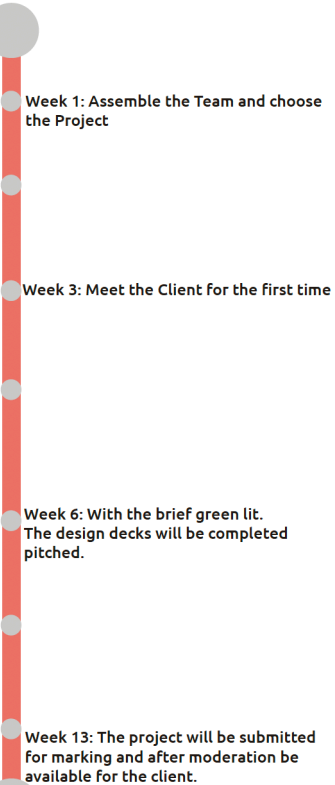 Week 1: Assemble the Team and choose
the Project
Week 3: Meet the Client for the first time
Week 6: With the brief green lit.
The design decks will be completed
pitched.
Week 13: The project will be submitted
for marking and after moderation be
available for the client.